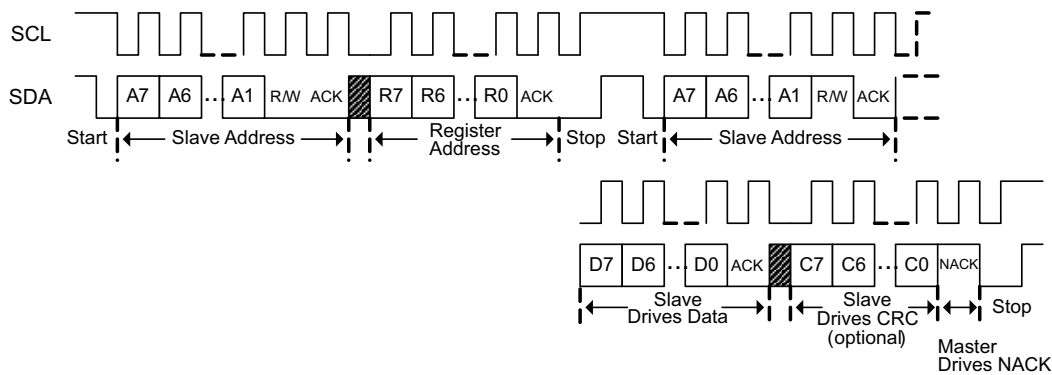 SCL
SDA A7 A6 ... A1 R/W ACK R7 R6 ... R0 ACK A7 A6 ... A1 R/W ACK
Start Slave Address Register Address Stop Start Slave Address
D7 D6 ... D0 ACK C7 C6 ... C0 NACK
Slave Drives Data Slave Drives CRC (optional) Stop
Master Drives NACK